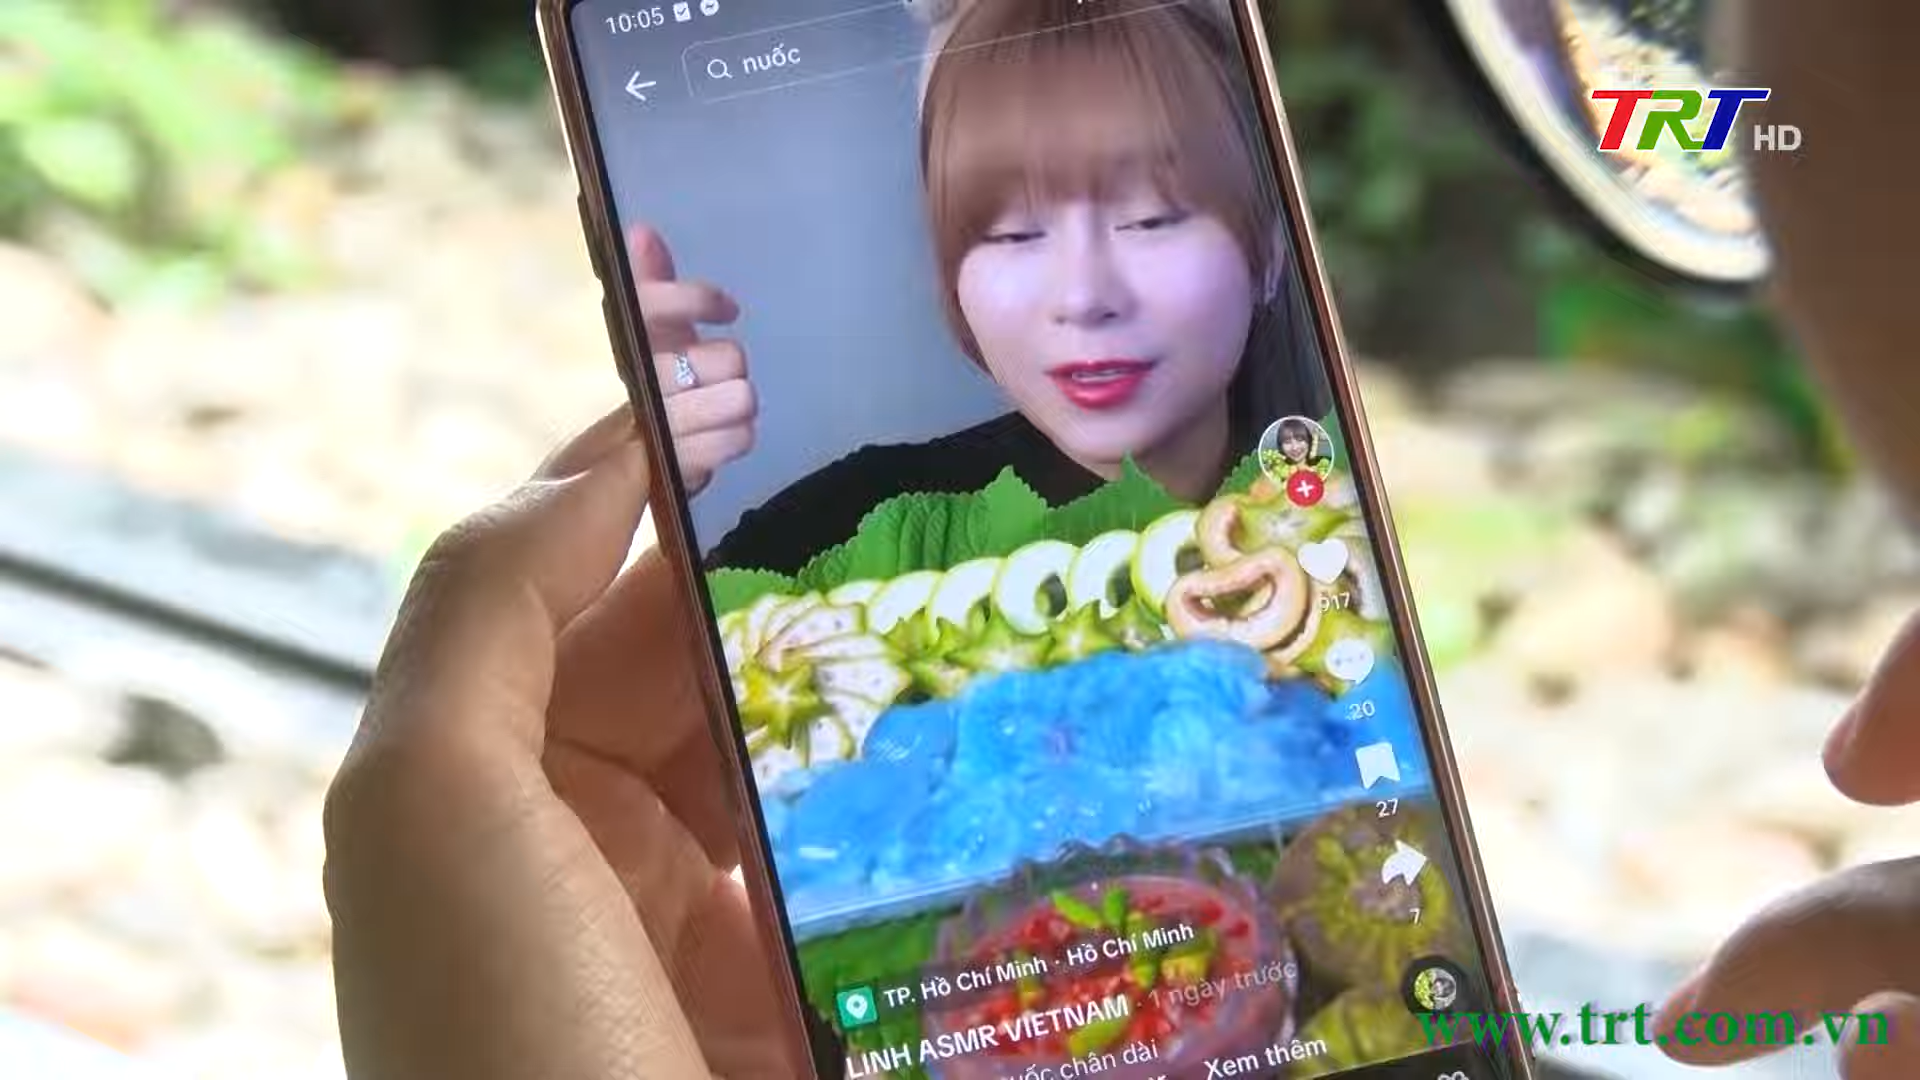 10:05
nuốc
TRT HD
917
20
27
7
TP. Hồ Chí Minh · Hồ Chí Minh
LINH ASMR VIETNAM · 1 ngày trước
chân dài
Xem thêm
www.trt.com.vn